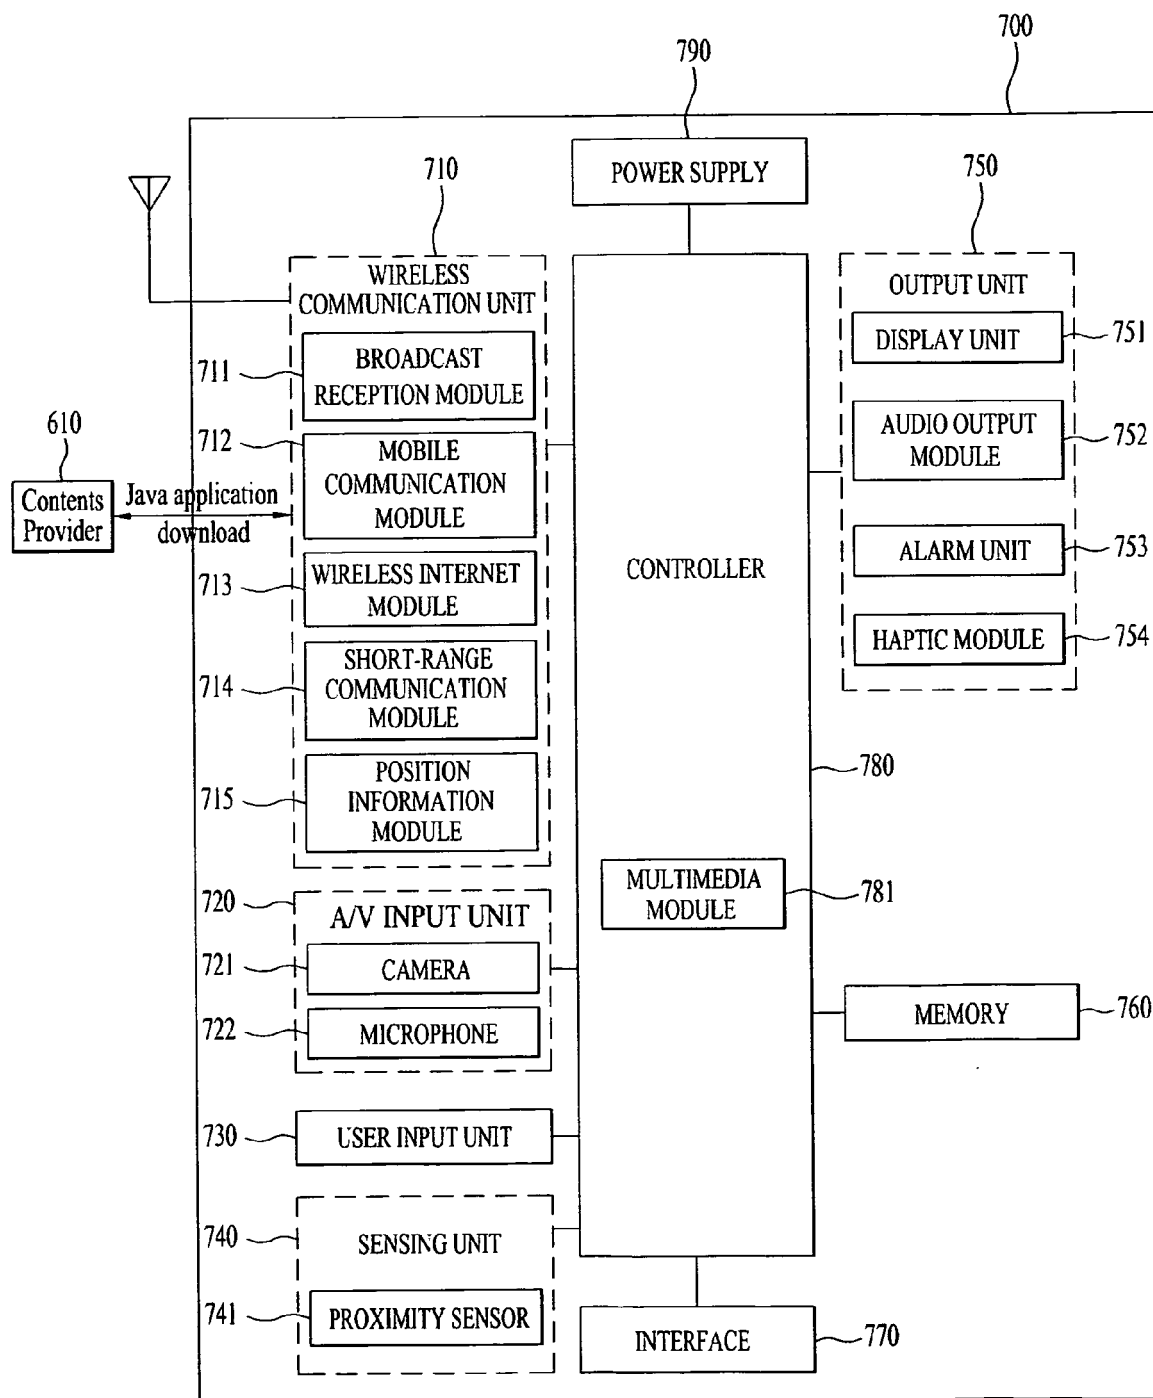 700
790
POWER SUPPLY
710
750
WIRELESS
COMMUNICATION UNIT
OUTPUT UNIT
711
BROADCAST
RECEPTION MODULE
DISPLAY UNIT
751
610
712
MOBILE
COMMUNICATION
MODULE
AUDIO OUTPUT
MODULE
752
Contents
Provider
Java application
download
713
WIRELESS INTERNET
MODULE
CONTROLLER
ALARM UNIT
753
714
SHORT-RANGE
COMMUNICATION
MODULE
HAPTIC MODULE
754
715
POSITION
INFORMATION
MODULE
780
720
A/V INPUT UNIT
MULTIMEDIA
MODULE
781
721
CAMERA
722
MICROPHONE
MEMORY
760
730
USER INPUT UNIT
740
SENSING UNIT
741
PROXIMITY SENSOR
INTERFACE
770